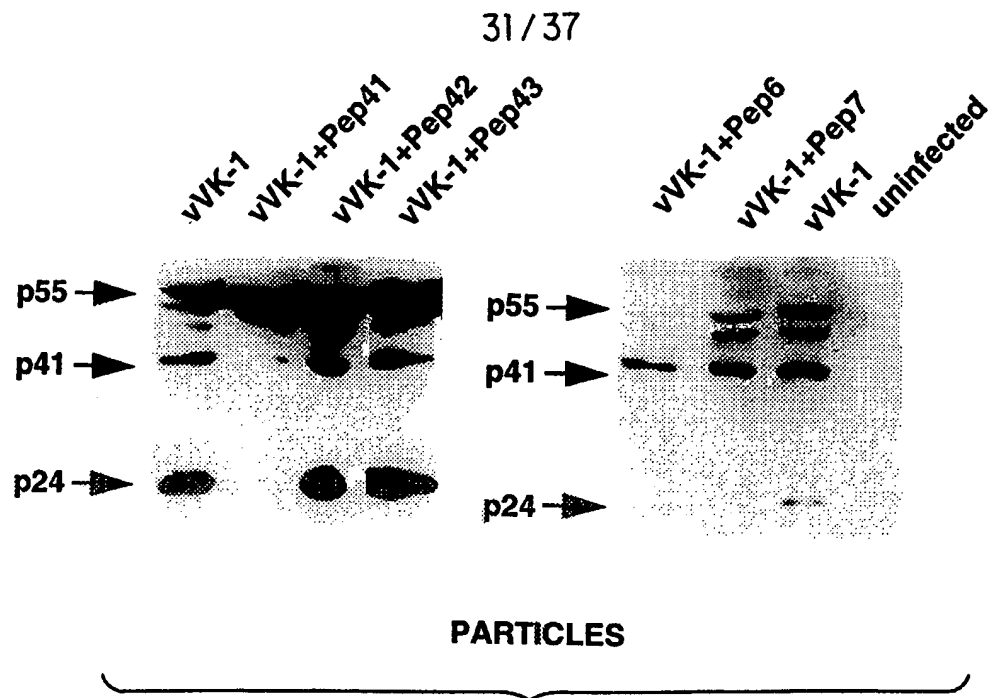 31/37
vVK-1
vVK-1+Pep41
vVK-1+Pep42
vVK-1+Pep43
p55
p41
p24
vVK-1+Pep6
vVK-1+Pep7
vVK-1
uninfected
p55
p41
p24
PARTICLES